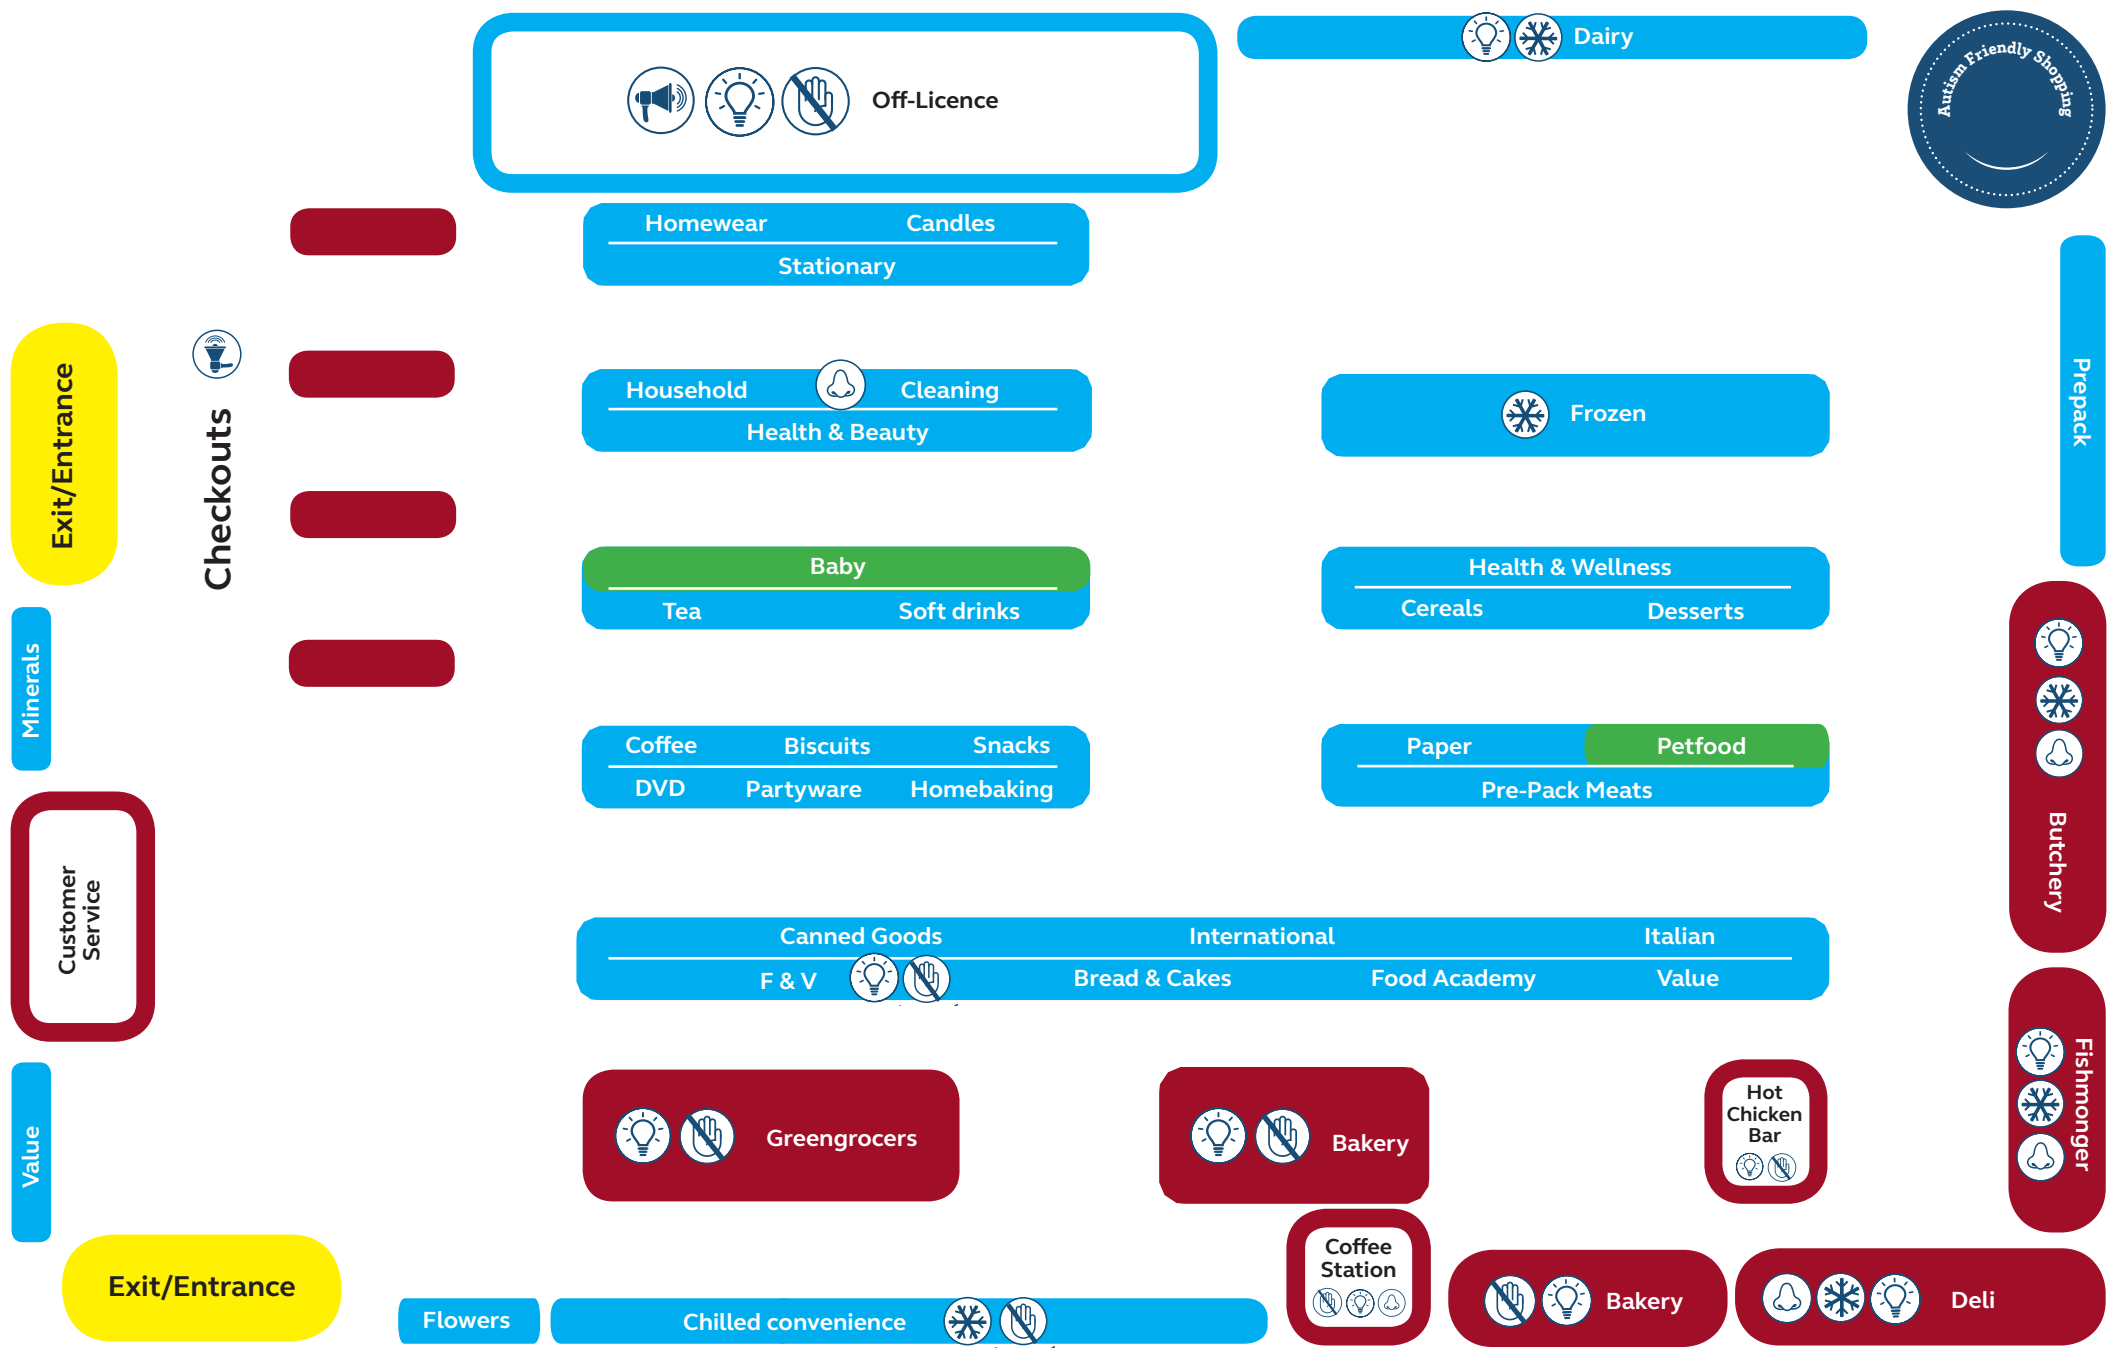 Off-Licence
Dairy
Autism Friendly Shopping
Homewear Candles
Stationary
Exit/Entrance
Checkouts
Household Cleaning
Health & Beauty
Frozen
Prepack
Baby
Tea Soft drinks
Health & Wellness
Cereals Desserts
Minerals
Coffee Biscuits Snacks
DVD Partyware Homebaking
Paper Petfood
Pre-Pack Meats
Butchery
Customer
Service
Canned Goods International Italian
F & V Bread & Cakes Food Academy Value
Fishmonger
Value
Greengrocers
Bakery
Hot
Chicken
Bar
Exit/Entrance
Flowers
Chilled convenience
Coffee
Station
Bakery
Deli